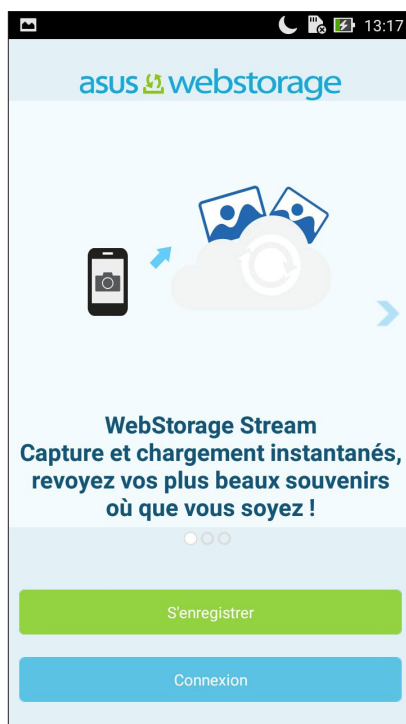 13:17
asus webstorage
WebStorage Stream
Capture et chargement instantanés,
revoyez vos plus beaux souvenirs
où que vous soyez !
S'enregistrer
Connexion